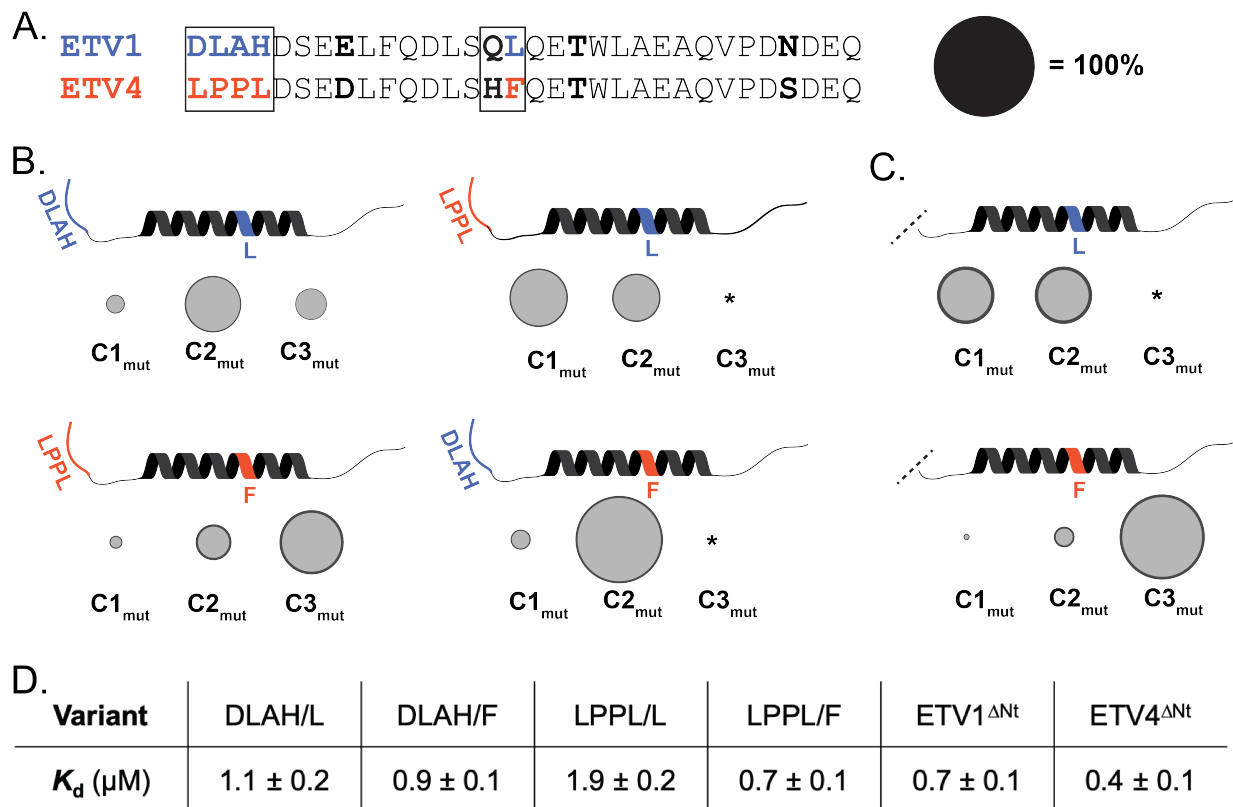 A.
ETV1 DLAHDSEELFQDLSQLQETWLAEAQVPDNDEQ
ETV4 LPPLDSEDLFQDLSHFQETWLAEAQVPDSDEQ
= 100%
B.
DLAH
L
C1mut C2mut C3mut
LPPL
L
*
C1mut C2mut C3mut
C.
L
*
C1mut C2mut C3mut
LPPL
F
C1mut C2mut C3mut
DLAH
F
*
C1mut C2mut C3mut
F
C1mut C2mut C3mut
D.
Variant DLAH/L DLAH/F LPPL/L LPPL/F ETV1ΔNt ETV4ΔNt
Kd (µM) 1.1 ± 0.2 0.9 ± 0.1 1.9 ± 0.2 0.7 ± 0.1 0.7 ± 0.1 0.4 ± 0.1